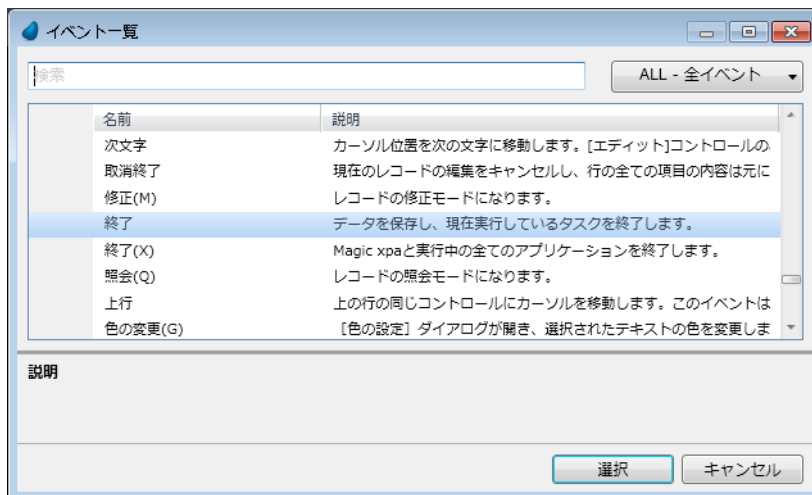 イベント一覧
検索
ALL - 全イベント
名前 説明
次文字 カーソル位置を次の文字に移動します。[エディット]コントロールの
取消終了 現在のレコードの編集をキャンセルし、行の全ての項目の内容は元に
修正(M) レコードの修正モードになります。
終了 データを保存し、現在実行しているタスクを終了します。
終了(X) Magic xpaと実行中の全てのアプリケーションを終了します。
照会(Q) レコードの照会モードになります。
上行 上の行の同じコントロールにカーソルを移動します。このイベントは
色の変更(G) [色の設定] ダイアログが開き、選択されたテキストの色を変更しま
説明
選択 キャンセル